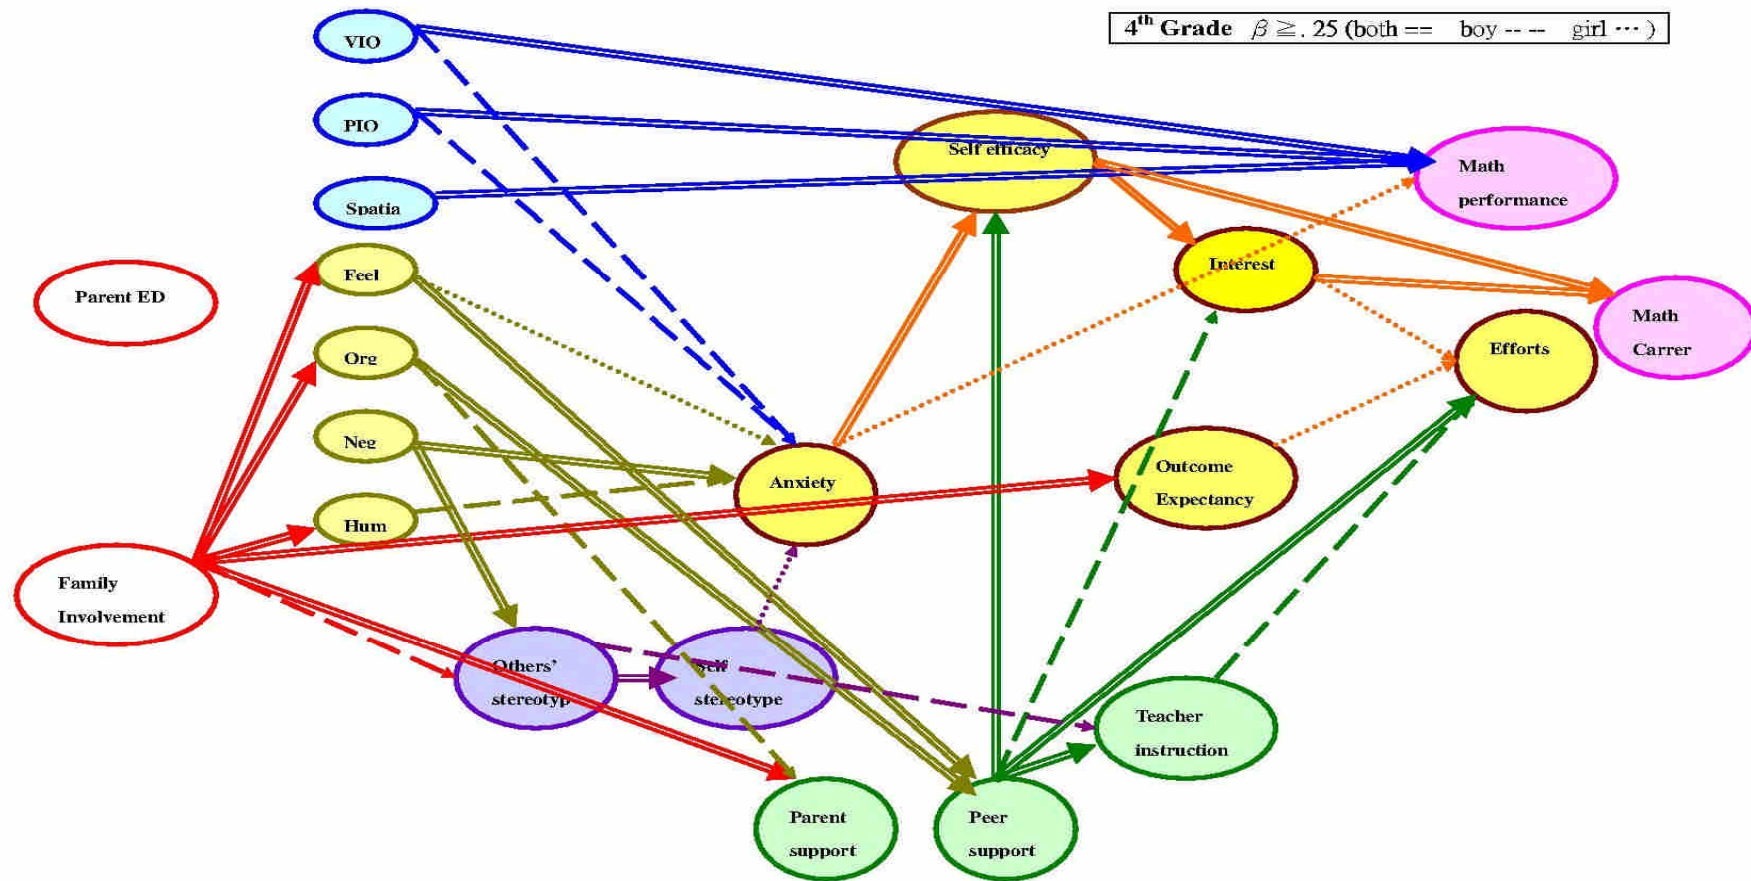 4th Grade β ≧. 25 (both == boy -- -- girl ··· )
VIO
PIO
Spatia
Feel
Org
Neg
Hum
Parent ED
Family
Involvement
Self efficacy
Interest
Math
performance
Math
Carrer
Efforts
Anxiety
Outcome
Expectancy
Others’
stereotyp
Self
stereotype
Teacher
instruction
Parent
support
Peer
support